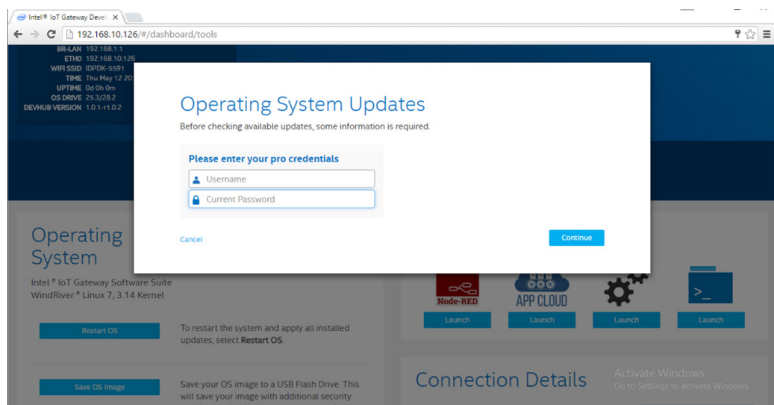 Intel® IoT Gateway Devel
192.168.10.126/#/dashboard/tools
BR-LAN 192.168.1.1
ETH0 192.168.10.126
WIFI SSID IDPDK-5591
TIME Thu May 12 20
UPTIME 0d 0h 0m
OS DRIVE 25.3/28.2
DEVHUB VERSION 1.0.1-r1.0.2
Operating System Updates
Before checking available updates, some information is required.
Please enter your pro credentials
Username
Current Password
Cancel
Continue
Operating
System
Intel ® IoT Gateway Software Suite
WindRiver ® Linux 7, 3.14 Kernel
Restart OS
To restart the system and apply all installed
updates, select Restart OS.
Save OS Image
Save your OS image to a USB Flash Drive. This
will save your image with additional security
Node-RED
APP CLOUD
>_
Launch
Launch
Launch
Launch
Connection Details
Activate Windows
Go to Settings to activate Windows.